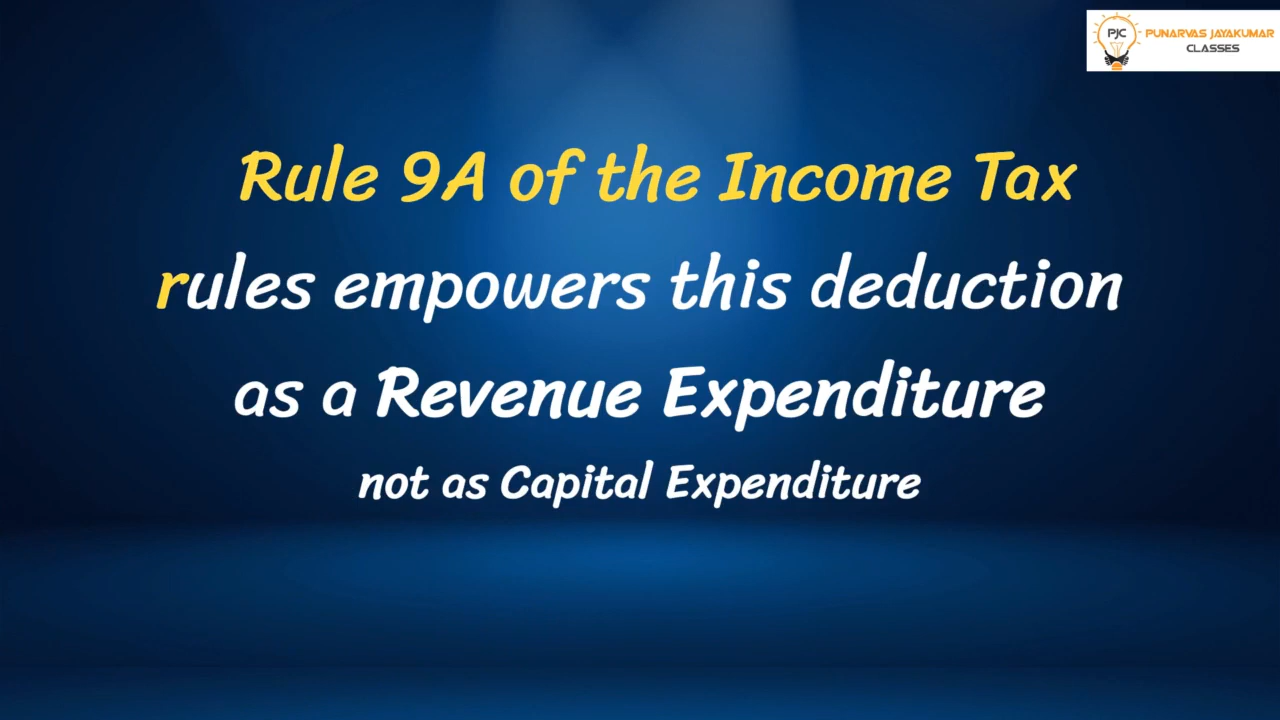 PJC
PUNARVAS JAYAKUMAR
CLASSES
Rule 9A of the Income Tax
rules empowers this deduction
as a Revenue Expenditure
not as Capital Expenditure